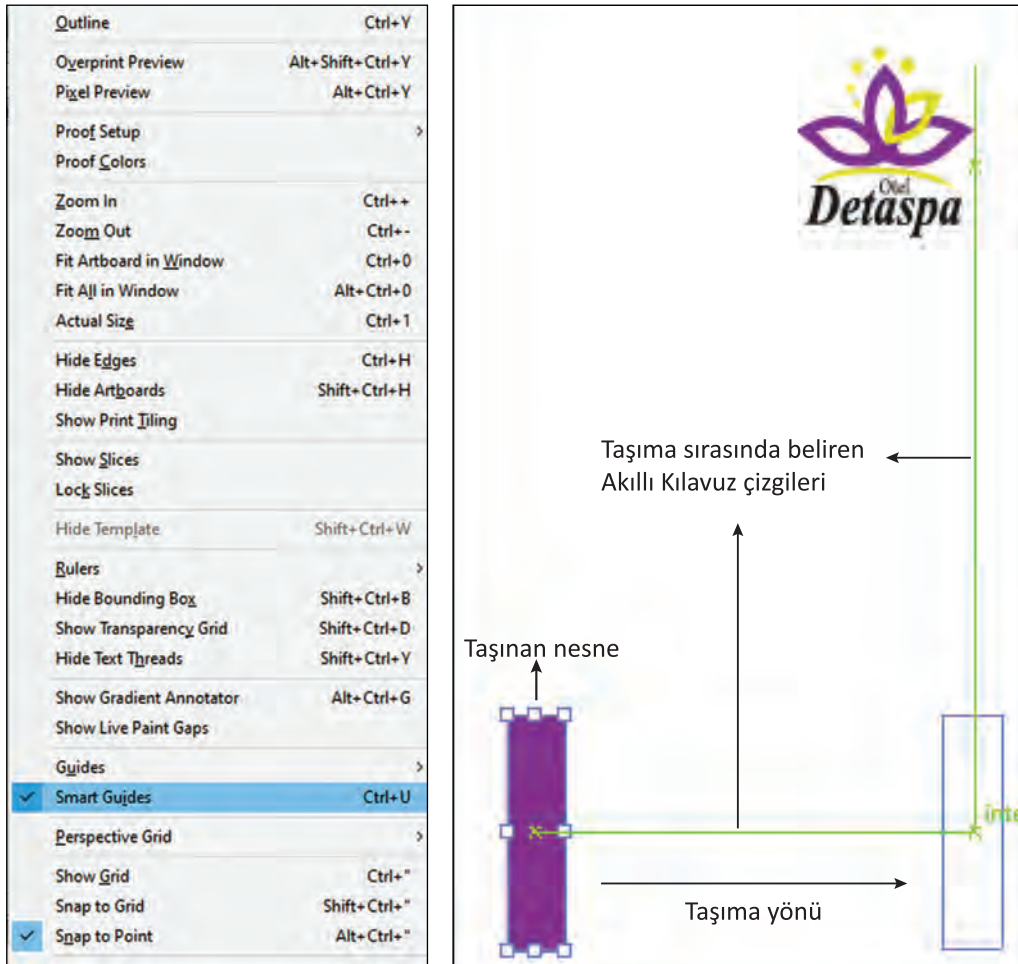 Outline Ctrl+Y
Overprint Preview Alt+Shift+Ctrl+Y
Pixel Preview Alt+Ctrl+Y
Proof Setup >
Proof Colors
Zoom In Ctrl++
Zoom Out Ctrl+-
Fit Artboard in Window Ctrl+0
Fit All in Window Alt+Ctrl+0
Actual Size Ctrl+1
Hide Edges Ctrl+H
Hide Artboards Shift+Ctrl+H
Show Print Tiling
Show Slices
Lock Slices
Hide Template Shift+Ctrl+W
Rulers >
Hide Bounding Box Shift+Ctrl+B
Show Transparency Grid Shift+Ctrl+D
Hide Text Threads Shift+Ctrl+Y
Show Gradient Annotator Alt+Ctrl+G
Show Live Paint Gaps
Guides >
Smart Guides Ctrl+U
Perspective Grid >
Show Grid Ctrl+"
Snap to Grid Shift+Ctrl+"
Snap to Point Alt+Ctrl+"
Otel
Detaspa
Taşıma sırasında beliren
Akıllı Kılavuz çizgileri
Taşınan nesne
inte
Taşıma yönü